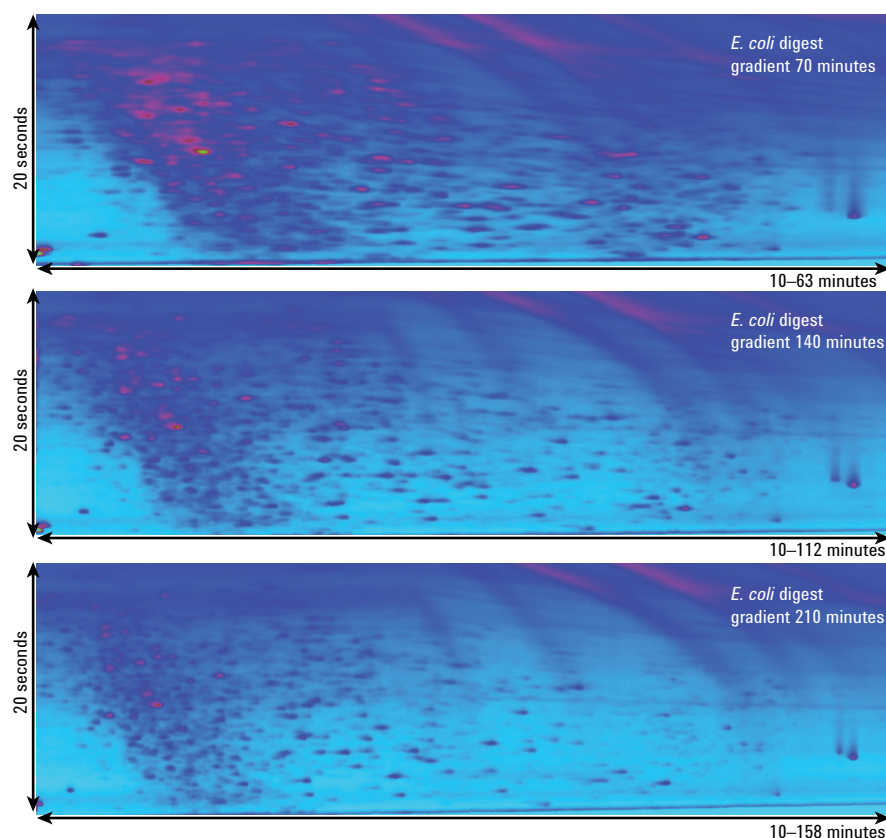 E. coli digest
gradient 70 minutes
20 seconds
10–63 minutes
E. coli digest
gradient 140 minutes
20 seconds
10–112 minutes
E. coli digest
gradient 210 minutes
20 seconds
10–158 minutes